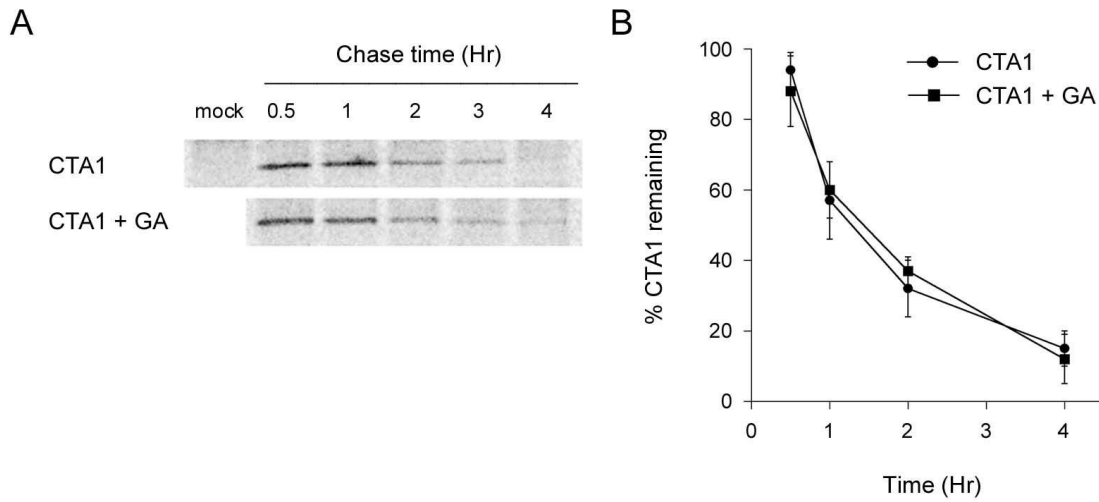 A
Chase time (Hr)
mock 0.5 1 2 3 4
CTA1
CTA1 + GA
B
100
80
60
40
20
0
% CTA1 remaining
CTA1
CTA1 + GA
0 1 2 3 4
Time (Hr)